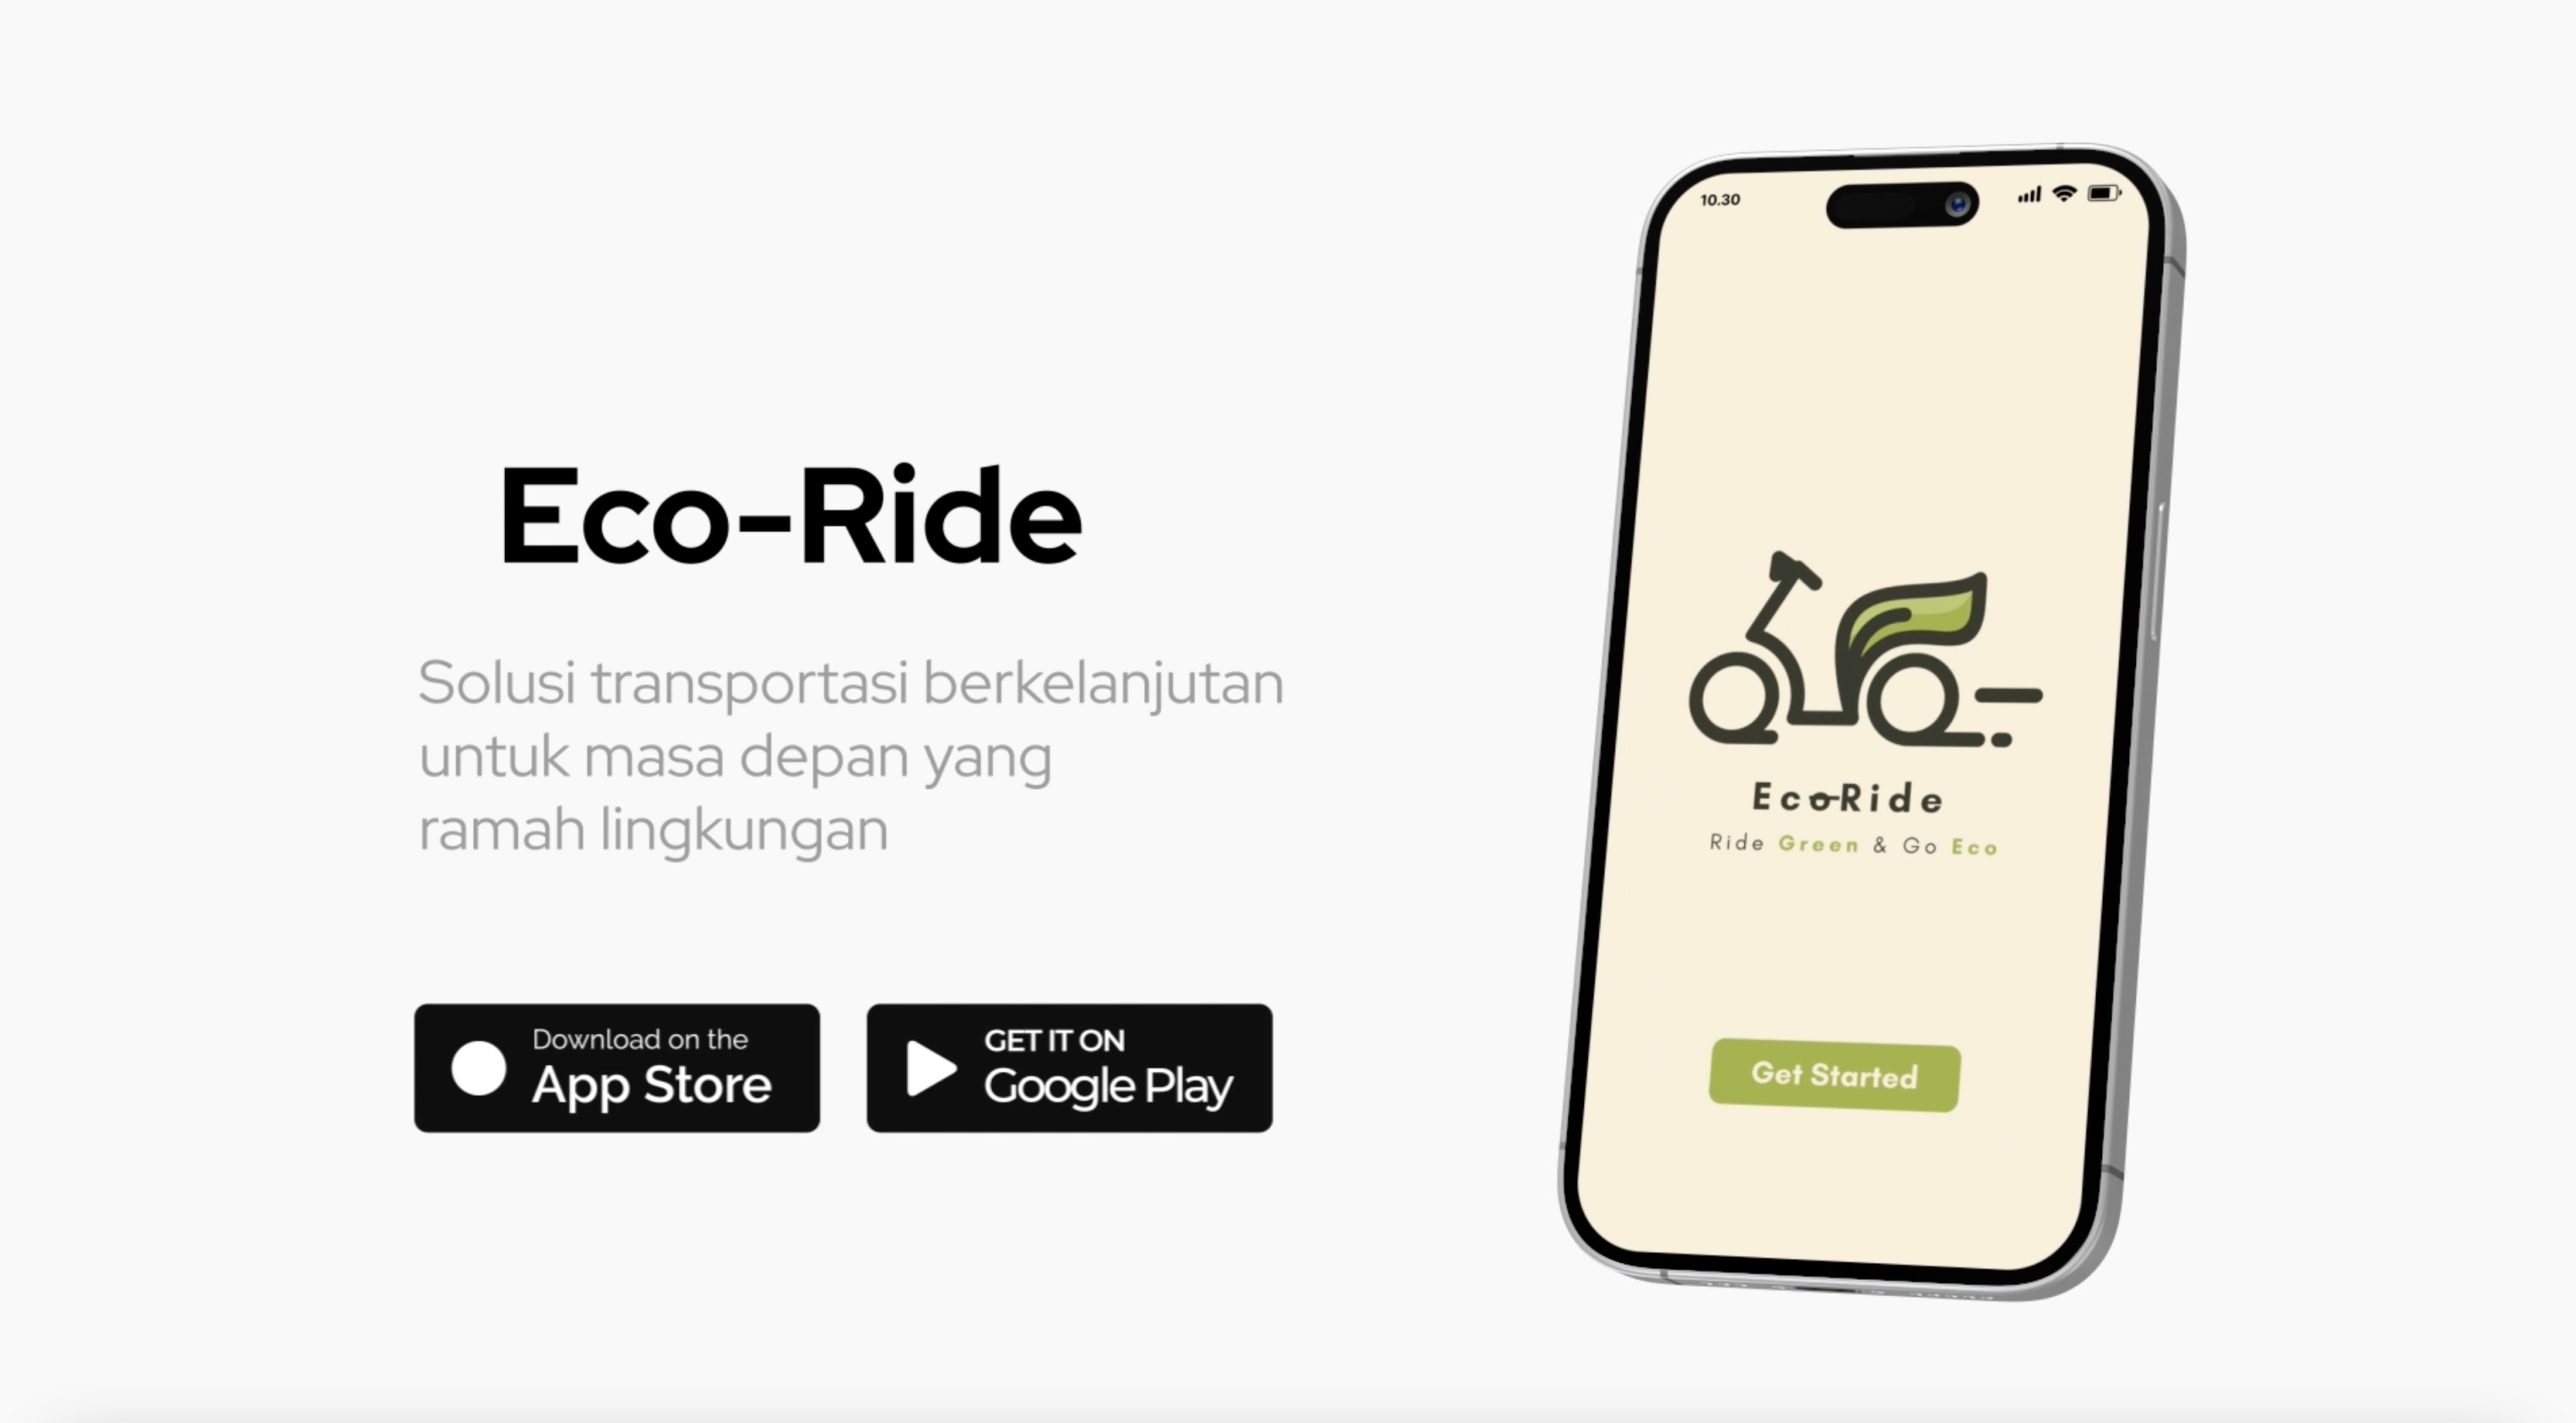 Eco-Ride
Solusi transportasi berkelanjutan
untuk masa depan yang
ramah lingkungan
Download on the
App Store
GET IT ON
Google Play
10.30
EcoRide
Ride Green & Go Eco
Get Started